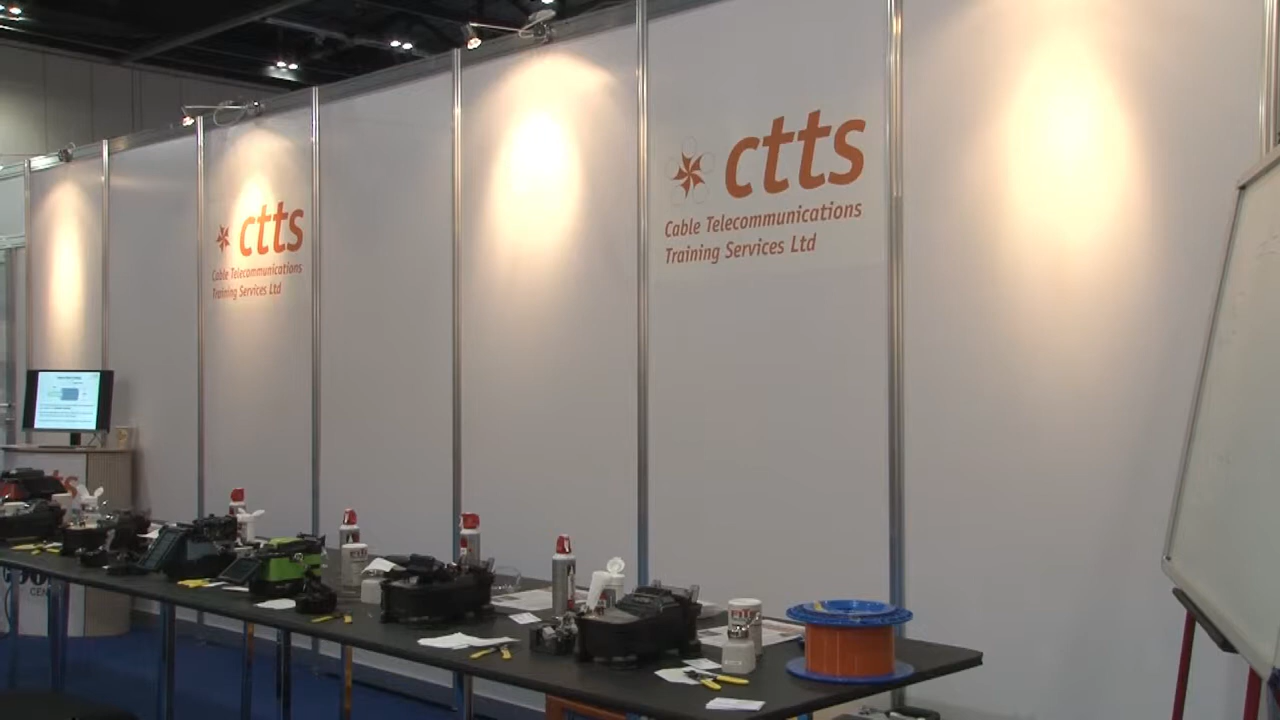 ctts
Cable Telecommunications
Training Services Ltd
ctts
Cable Telecommunications
Training Services Ltd